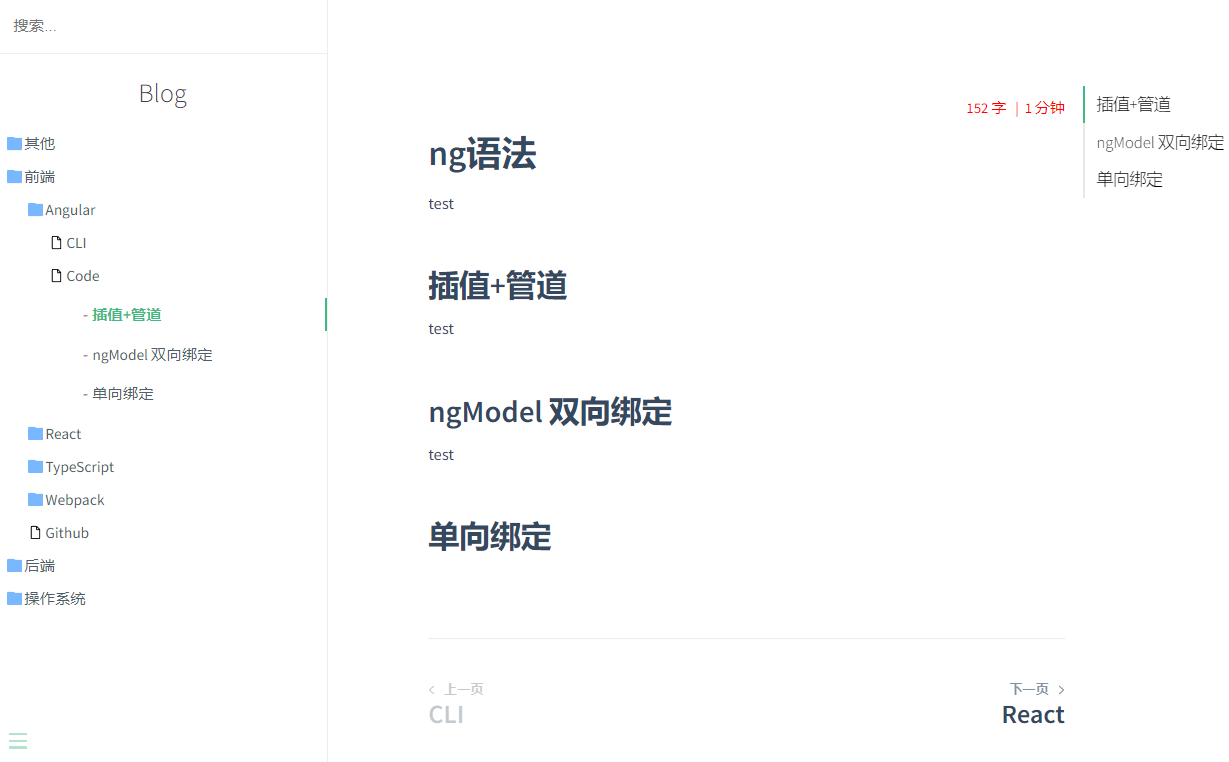 搜索...
Blog
其他
前端
Angular
CLI
Code
- 插值+管道
- ngModel 双向绑定
- 单向绑定
React
TypeScript
Webpack
Github
后端
操作系统
152 字 | 1 分钟
ng语法
test
插值+管道
test
ngModel 双向绑定
test
单向绑定
上一页
CLI
下一页
React
插值+管道
ngModel 双向绑定
单向绑定